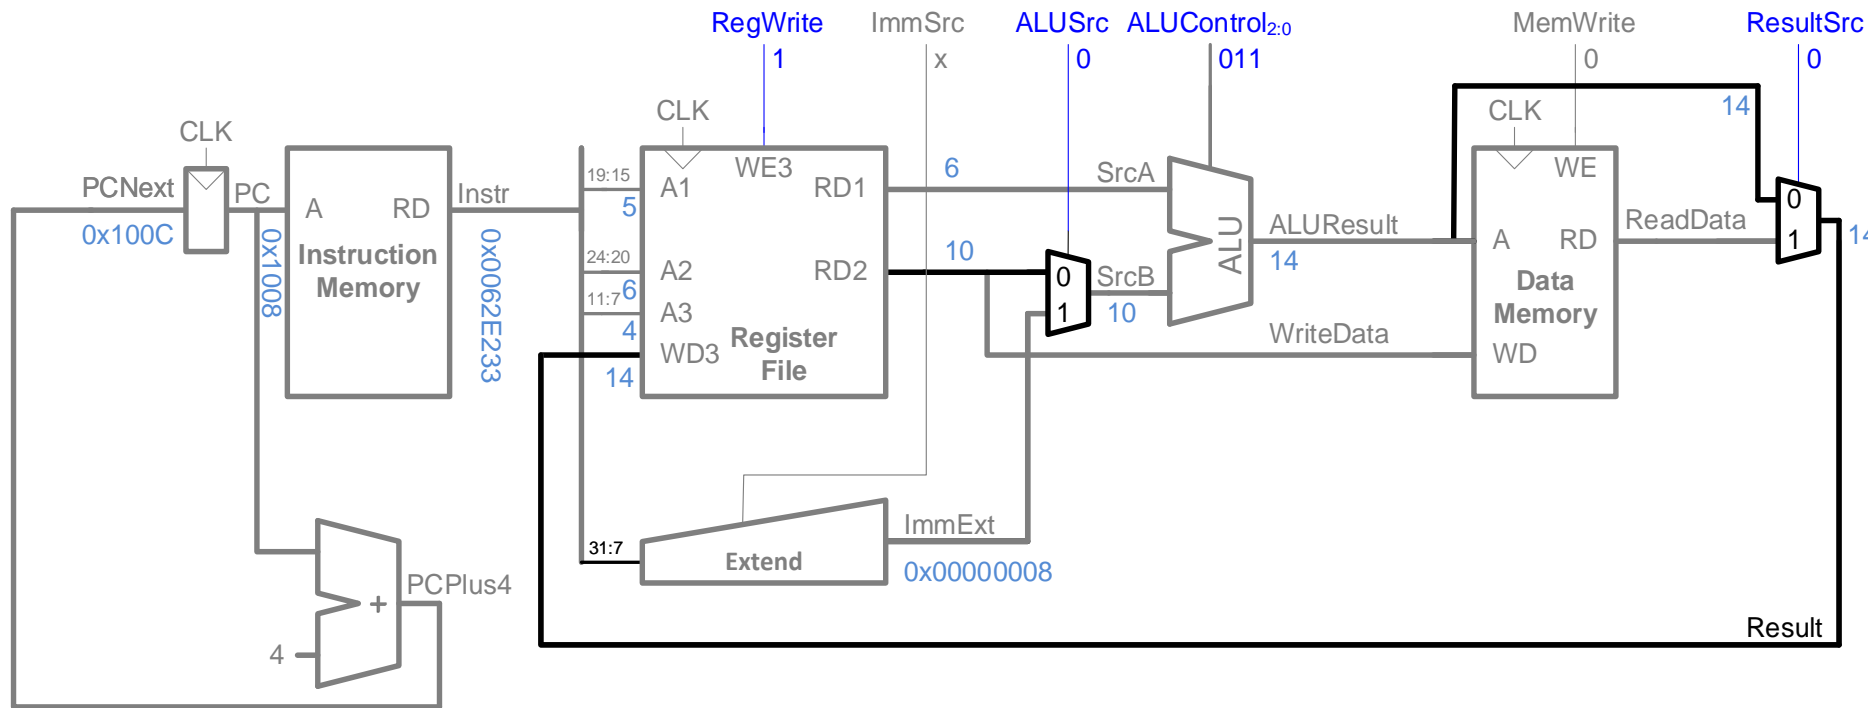 RegWrite ImmSrc ALUSrc ALUControl2:0 MemWrite ResultSrc
1 x 0 011 0 0
CLK CLK CLK
14
PCNext PC Instr
0x100C
0x1008
0x0062E233
A RD
Instruction
Memory
19:15
5
24:20
6
11:7
4
14
A1 WE3 RD1
A2 RD2
A3
WD3
Register
File
6
10
SrcA
0
1
SrcB
10
ALU
ALUResult
14
WriteData
WE
A RD
Data
Memory
WD
ReadData
0
1
14
31:7
Extend
ImmExt
0x00000008
PCPlus4
+
4
Result